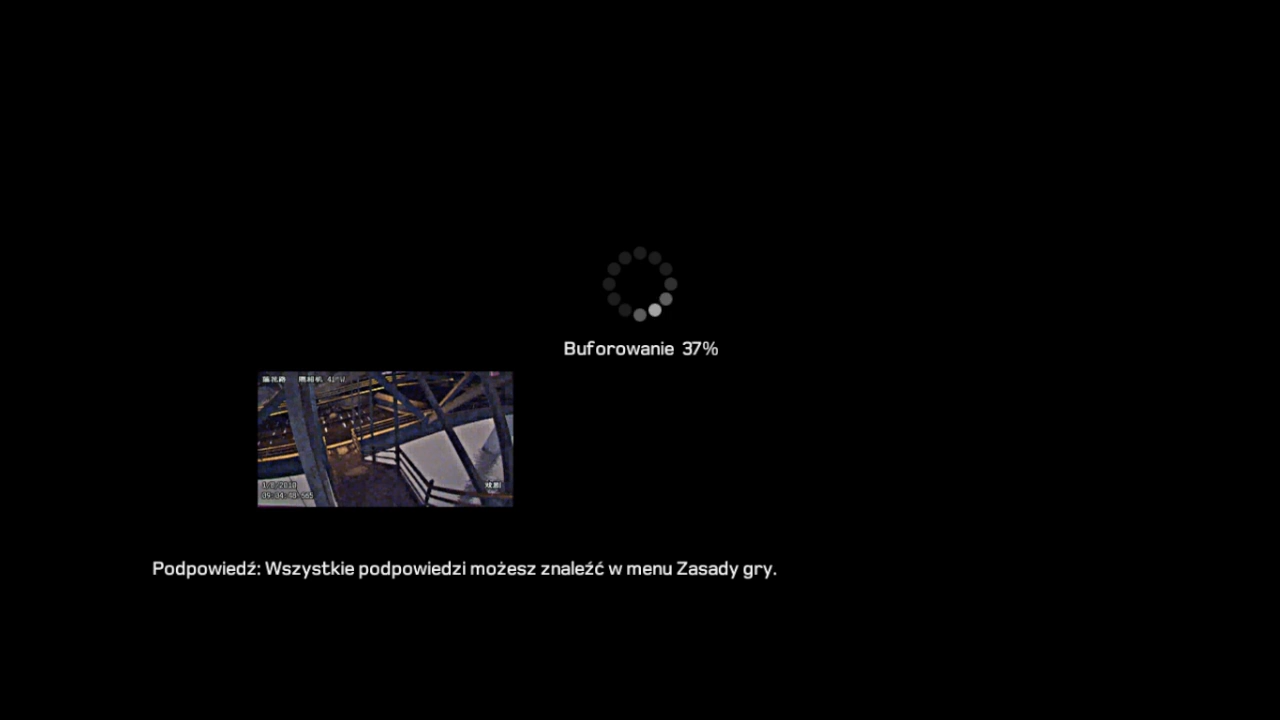 Buforowanie 37%
Podpowiedź: Wszystkie podpowiedzi możesz znaleźć w menu Zasady gry.